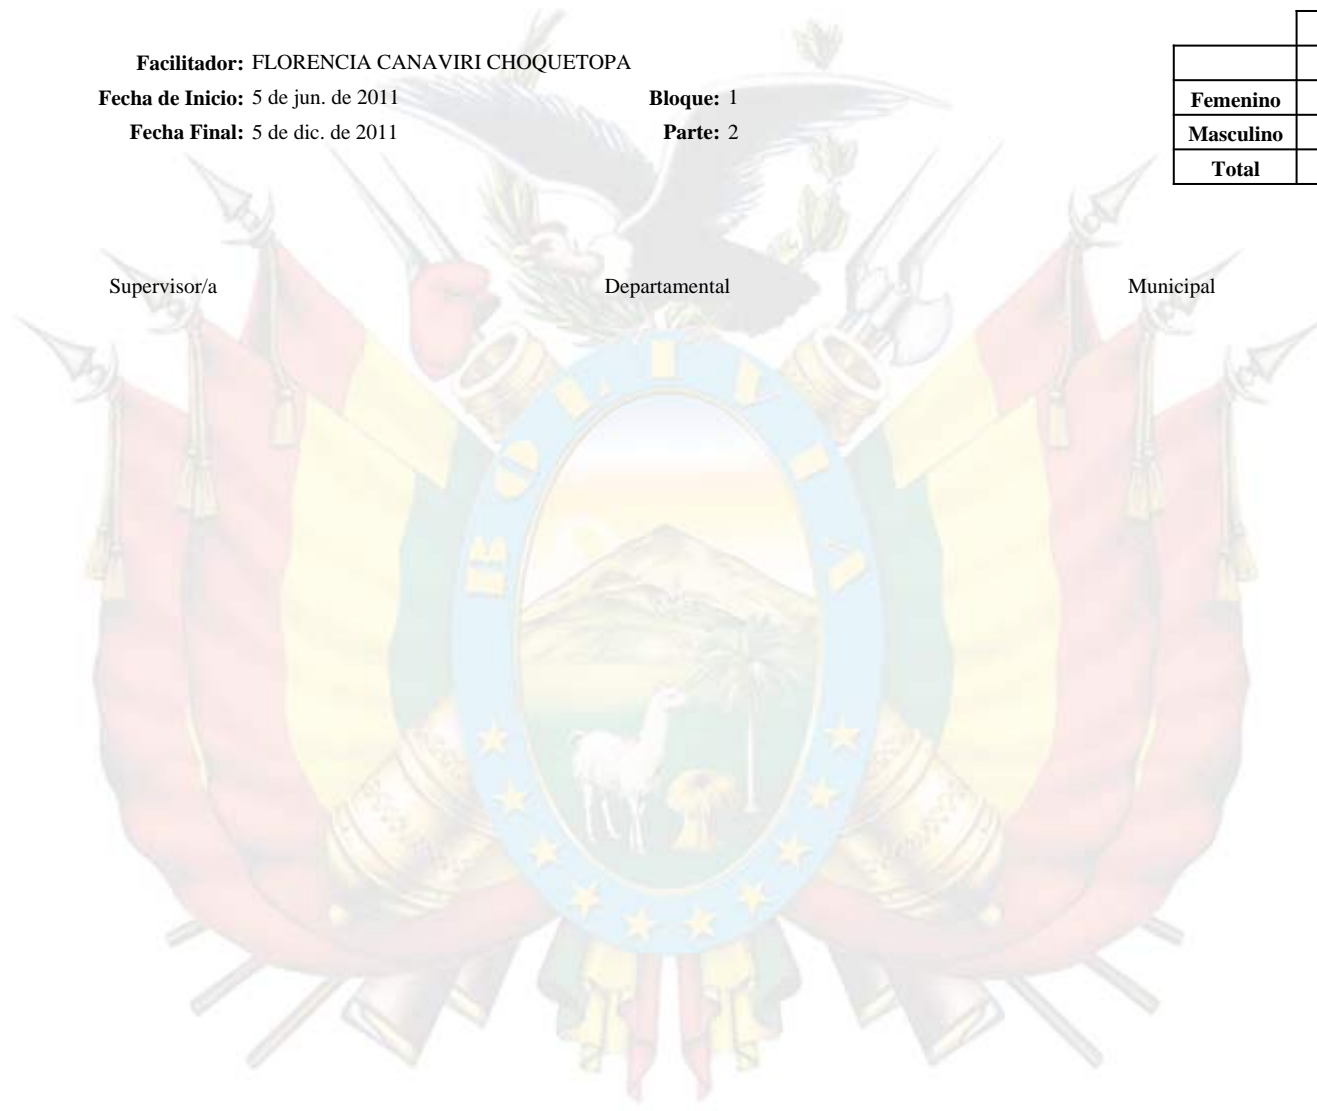 Facilitador: FLORENCIA CANAVIRI CHOQUETOPA
Fecha de Inicio: 5 de jun. de 2011 Bloque: 1
Fecha Final: 5 de dic. de 2011 Parte: 2
Femenino
Masculino
Total
Supervisor/a Departamental Municipal
BOLIVIA